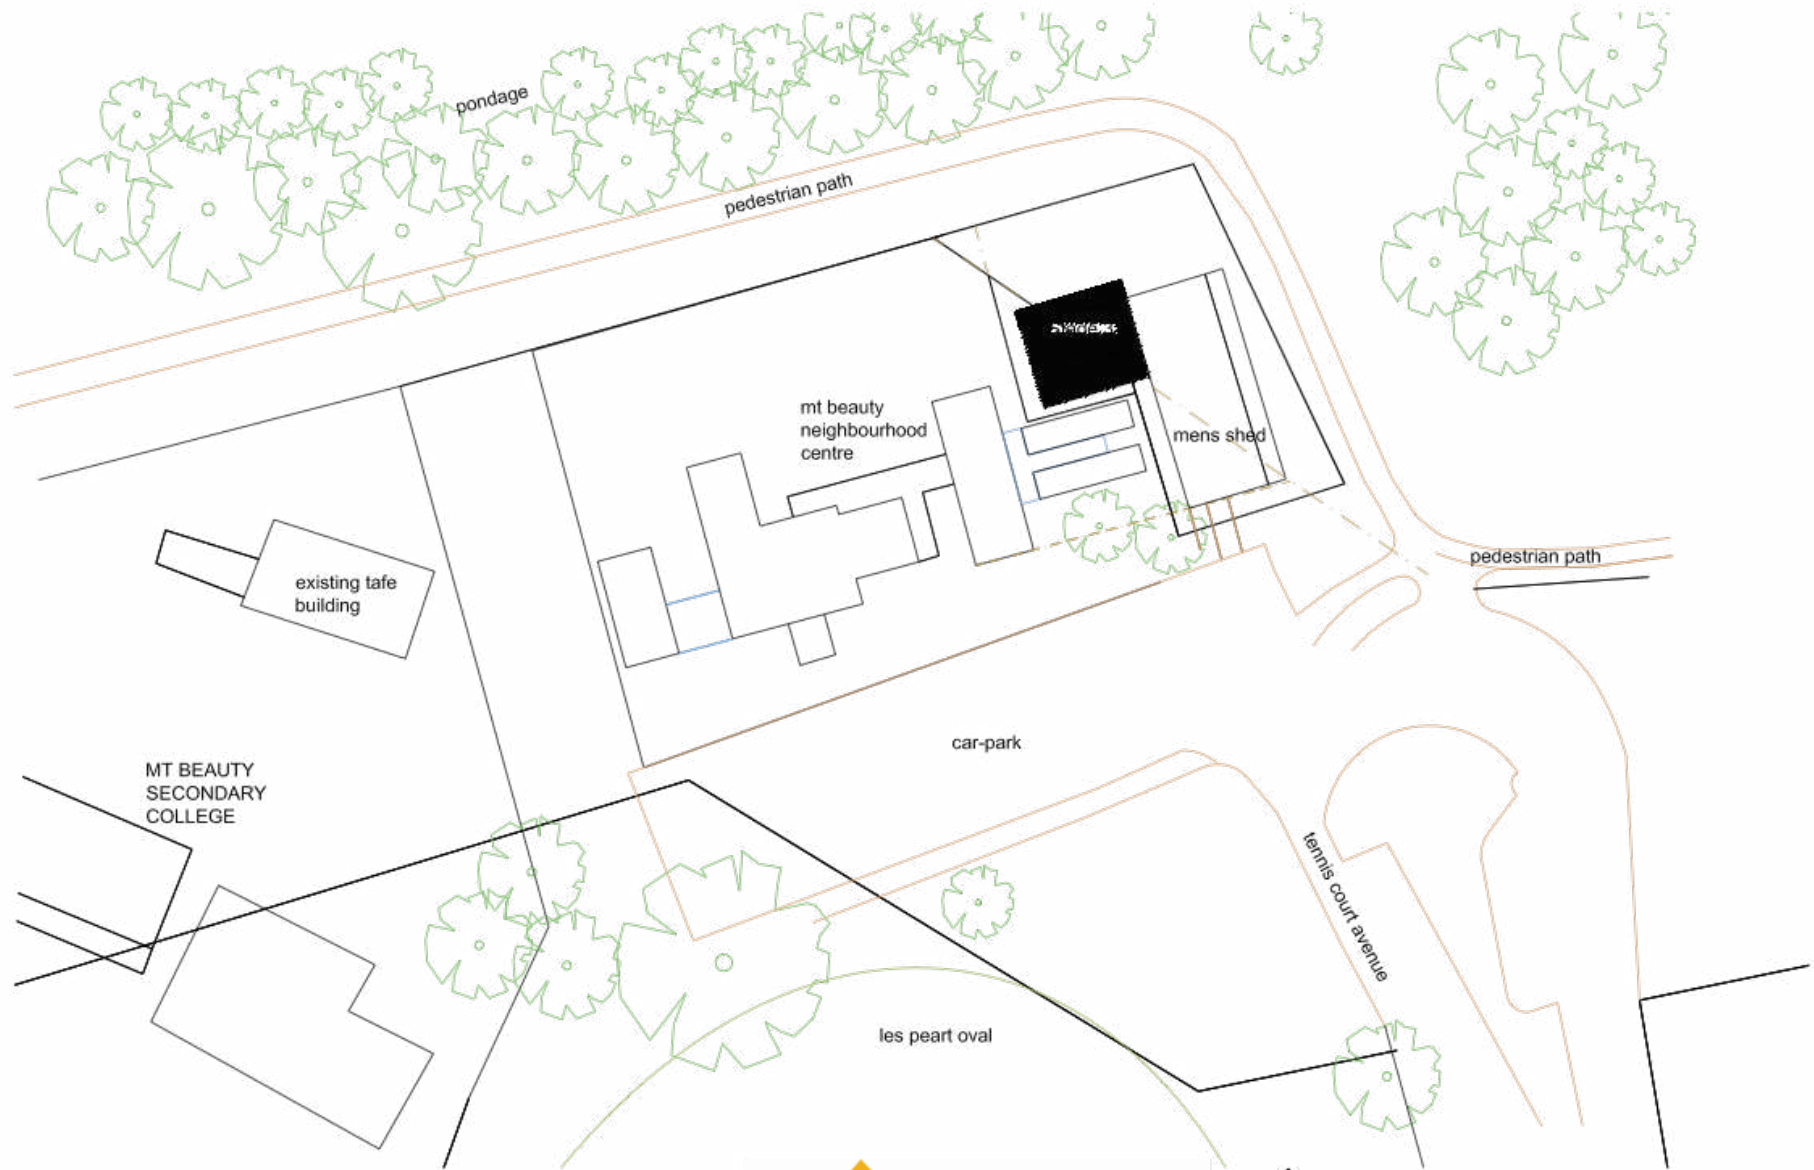 pondage
pedestrian path
mt beauty
neighbourhood
centre
mens shed
pedestrian path
existing tafe
building
car-park
MT BEAUTY
SECONDARY
COLLEGE
tennis court avenue
les peart oval